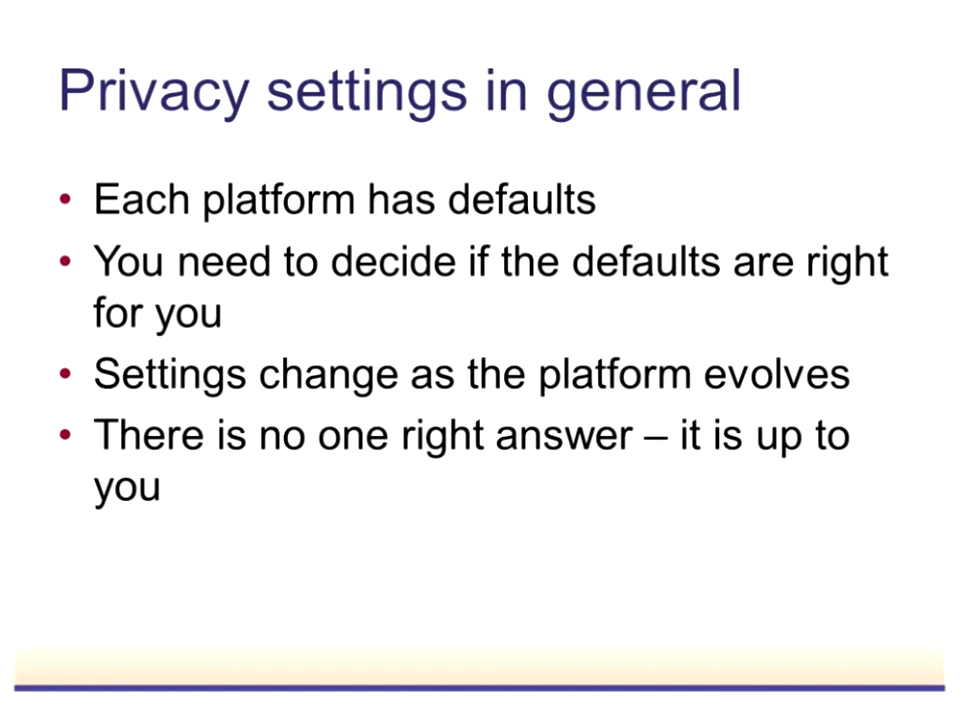 Privacy settings in general
• Each platform has defaults
• You need to decide if the defaults are right
for you
• Settings change as the platform evolves
• There is no one right answer – it is up to
you